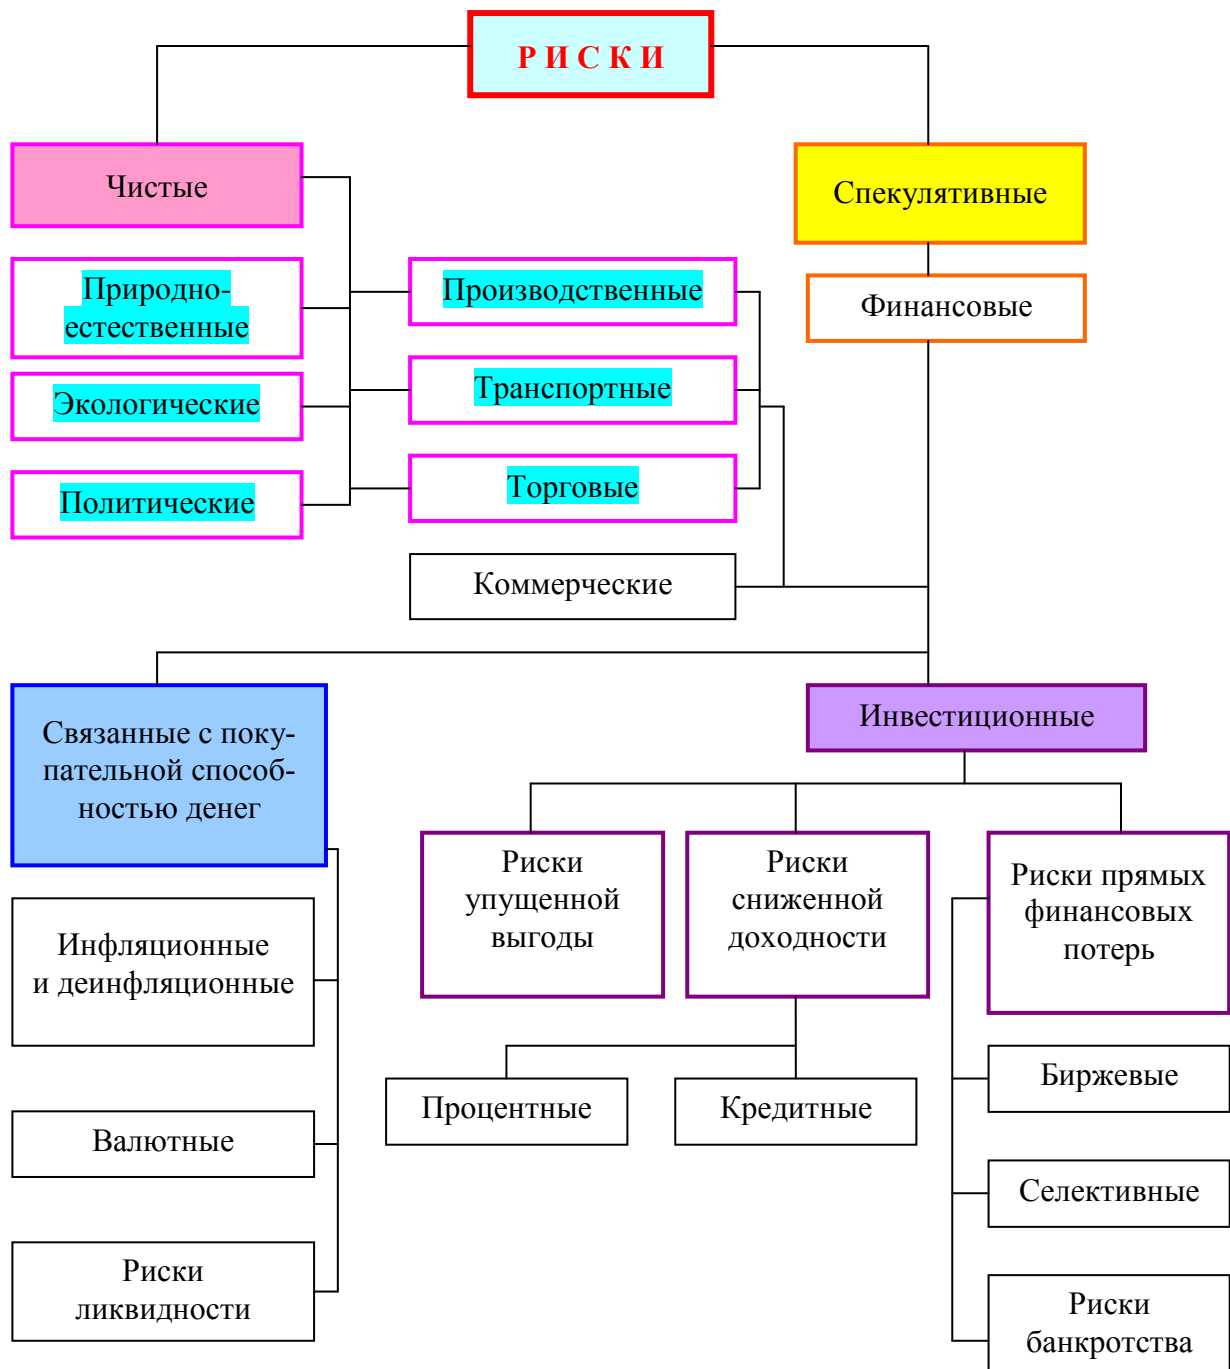 Р И С К И
Чистые
Спекулятивные
Природно-
естественные
Производственные
Финансовые
Экологические
Транспортные
Политические
Торговые
Коммерческие
Связанные с поку-
пательной способ-
ностью денег
Инвестиционные
Риски
упущенной
выгоды
Риски
сниженной
доходности
Риски прямых
финансовых
потерь
Инфляционные
и деинфляционные
Процентные
Кредитные
Биржевые
Валютные
Селективные
Риски
ликвидности
Риски
банкротства